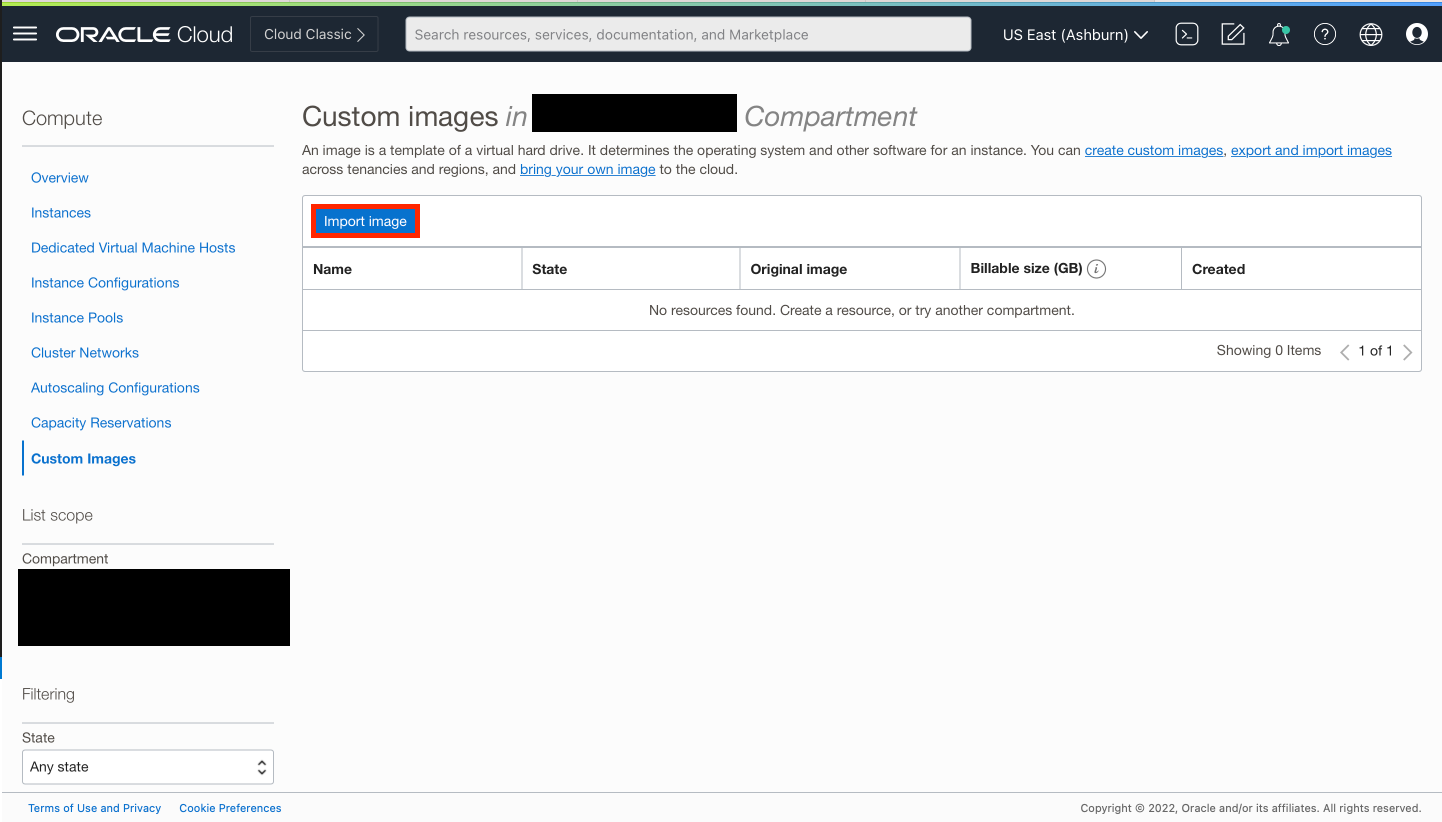 ORACLE Cloud
Cloud Classic
Search resources, services, documentation, and Marketplace
US East (Ashburn)
Compute
Overview
Instances
Dedicated Virtual Machine Hosts
Instance Configurations
Instance Pools
Cluster Networks
Autoscaling Configurations
Capacity Reservations
Custom Images
List scope
Compartment
Filtering
State
Any state
Custom images in Compartment
An image is a template of a virtual hard drive. It determines the operating system and other software for an instance. You can create custom images, export and import images
across tenancies and regions, and bring your own image to the cloud.
Import image
Name State Original image Billable size (GB) i Created
No resources found. Create a resource, or try another compartment.
Showing 0 Items 1 of 1
Terms of Use and Privacy Cookie Preferences
Copyright © 2022, Oracle and/or its affiliates. All rights reserved.